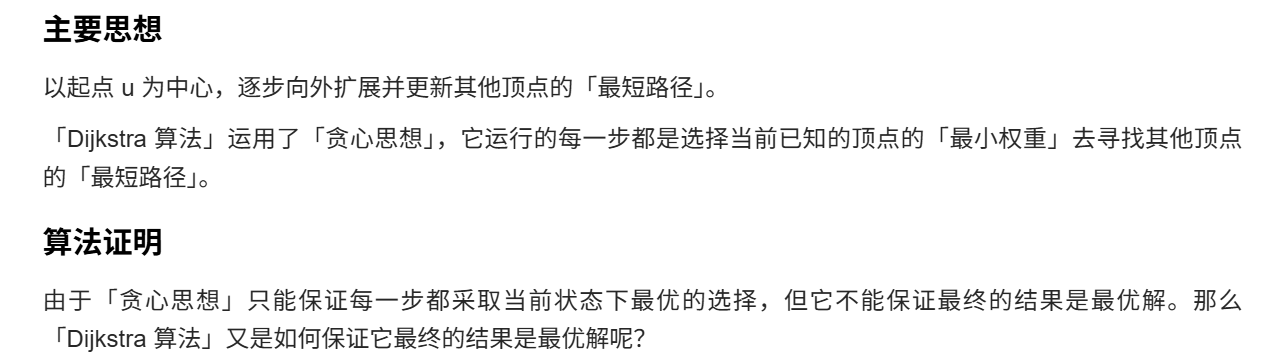 主要思想
以起点 u 为中心，逐步向外扩展并更新其他顶点的「最短路径」。
「Dijkstra 算法」运用了「贪心思想」，它运行的每一步都是选择当前已知的顶点的「最小权重」去寻找其他顶点
的「最短路径」。
算法证明
由于「贪心思想」只能保证每一步都采取当前状态下最优的选择，但它不能保证最终的结果是最优解。那么
「Dijkstra 算法」又是如何保证它最终的结果是最优解呢？